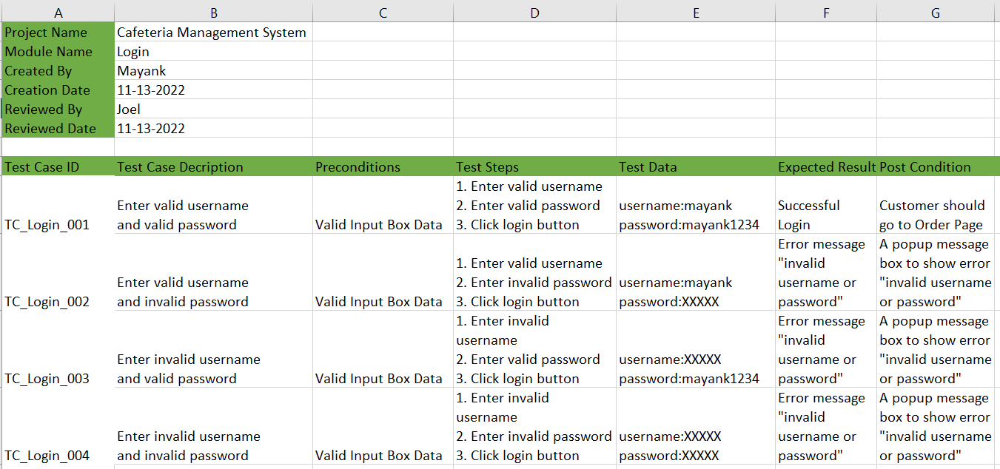 A B C D E F G
Project Name Cafeteria Management System
Module Name Login
Created By Mayank
Creation Date 11-13-2022
Reviewed By Joel
Reviewed Date 11-13-2022
Test Case ID Test Case Decription Preconditions Test Steps Test Data Expected Result Post Condition
TC_Login_001
Enter valid username
and valid password
Valid Input Box Data
1. Enter valid username
2. Enter valid password
3. Click login button
username:mayank
password:mayank1234
Successful
Login
Customer should
go to Order Page
TC_Login_002
Enter valid username
and invalid password
Valid Input Box Data
1. Enter valid username
2. Enter invalid password
3. Click login button
username:mayank
password:XXXXX
Error message
"invalid
username or
password"
A popup message
box to show error
"invalid username
or password"
TC_Login_003
Enter invalid username
and valid password
Valid Input Box Data
1. Enter invalid
username
2. Enter valid password
3. Click login button
username:XXXXX
password:mayank1234
Error message
"invalid
username or
password"
A popup message
box to show error
"invalid username
or password"
TC_Login_004
Enter invalid username
and invalid password
Valid Input Box Data
1. Enter invalid
username
2. Enter invalid password
3. Click login button
username:XXXXX
password:XXXXX
Error message
"invalid
username or
password"
A popup message
box to show error
"invalid username
or password"